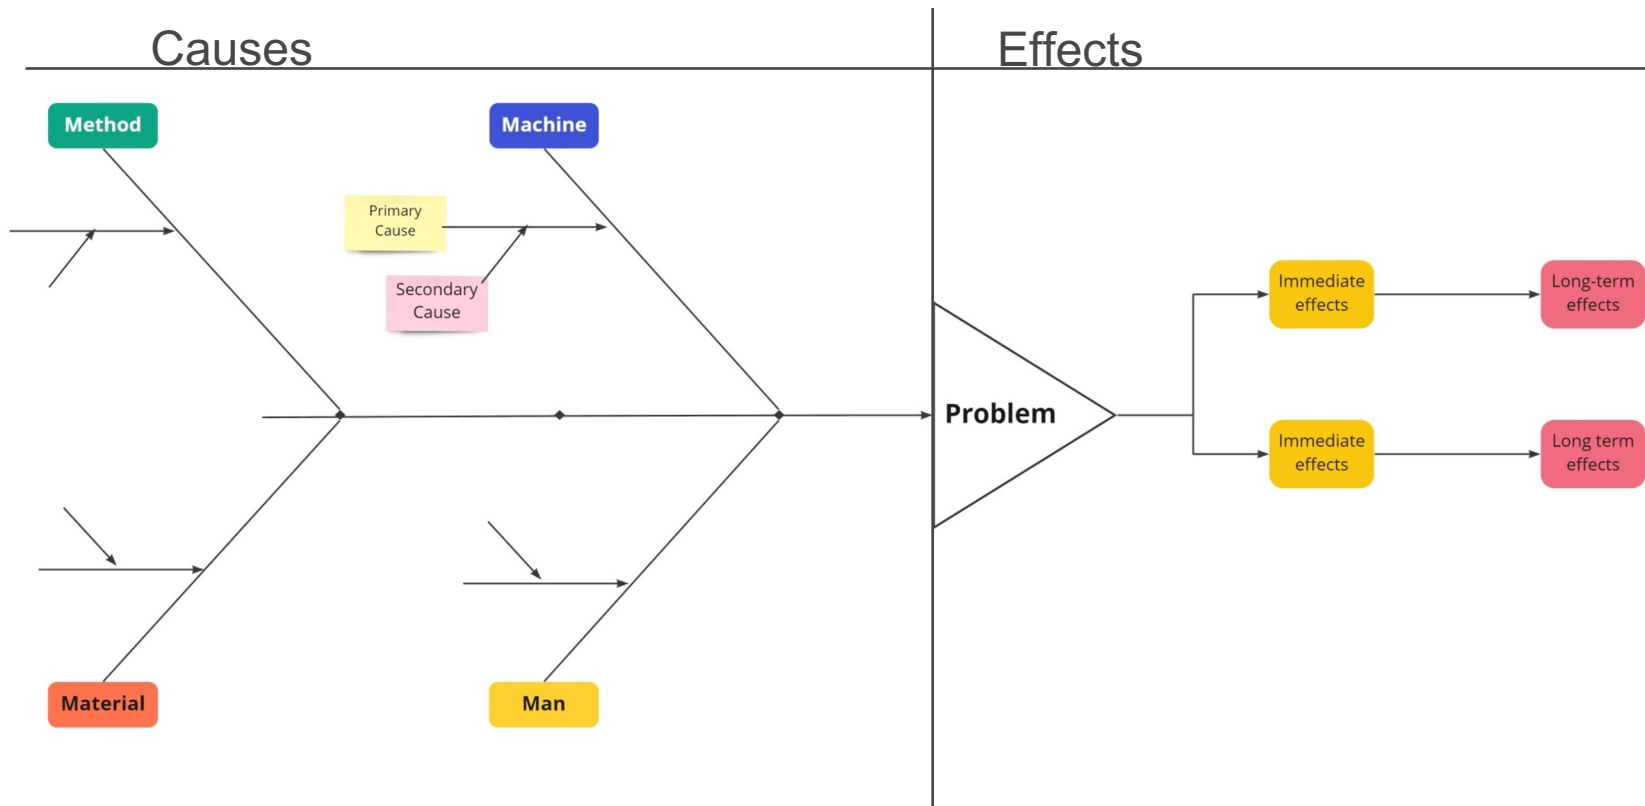 Causes
Effects
Method
Machine
Primary
Cause
Secondary
Cause
Immediate
effects
Long-term
effects
Problem
Immediate
effects
Long term
effects
Material
Man